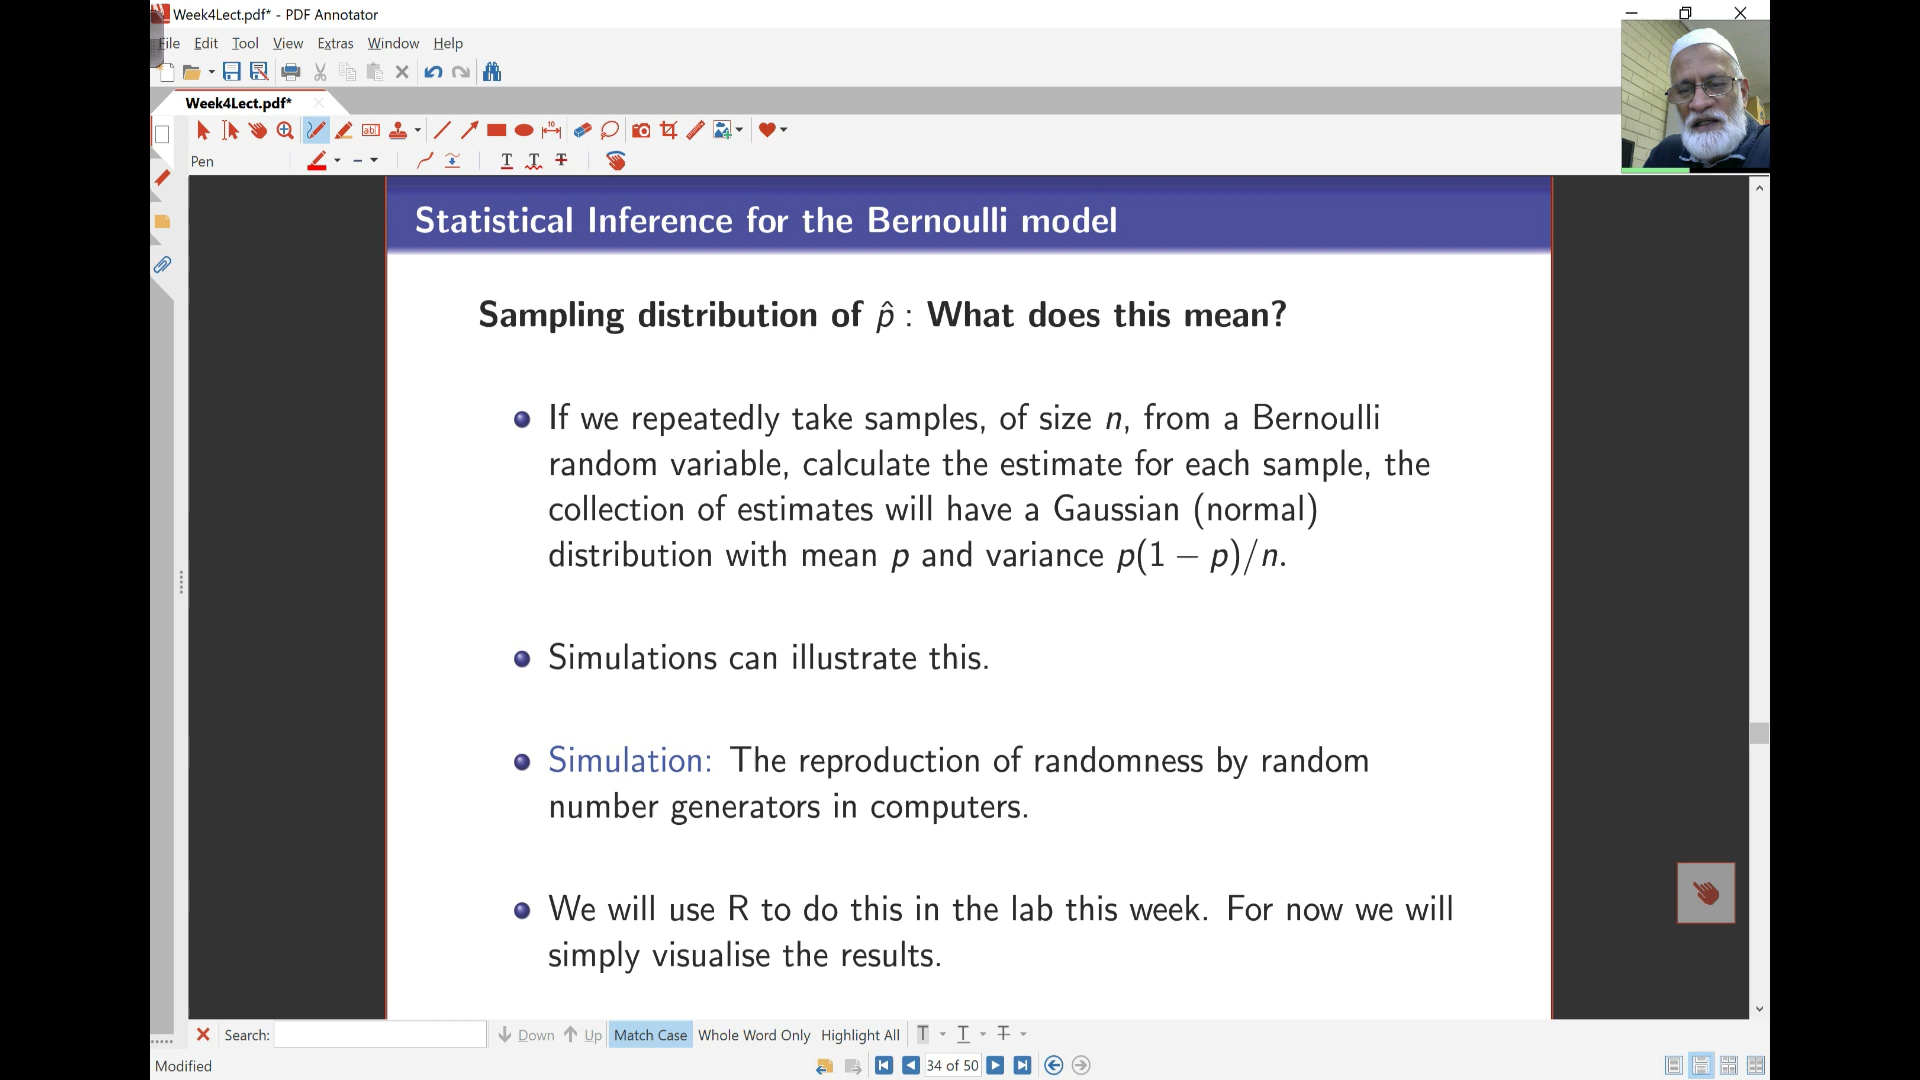 Week4Lect.pdf* - PDF Annotator
File Edit Tool View Extras Window Help
Week4Lect.pdf*
Pen
Statistical Inference for the Bernoulli model
Sampling distribution of p̂ : What does this mean?
If we repeatedly take samples, of size n, from a Bernoulli
random variable, calculate the estimate for each sample, the
collection of estimates will have a Gaussian (normal)
distribution with mean p and variance p(1 − p)/n.
Simulations can illustrate this.
Simulation: The reproduction of randomness by random
number generators in computers.
We will use R to do this in the lab this week. For now we will
simply visualise the results.
Search: Down Up Match Case Whole Word Only Highlight All
Modified 34 of 50